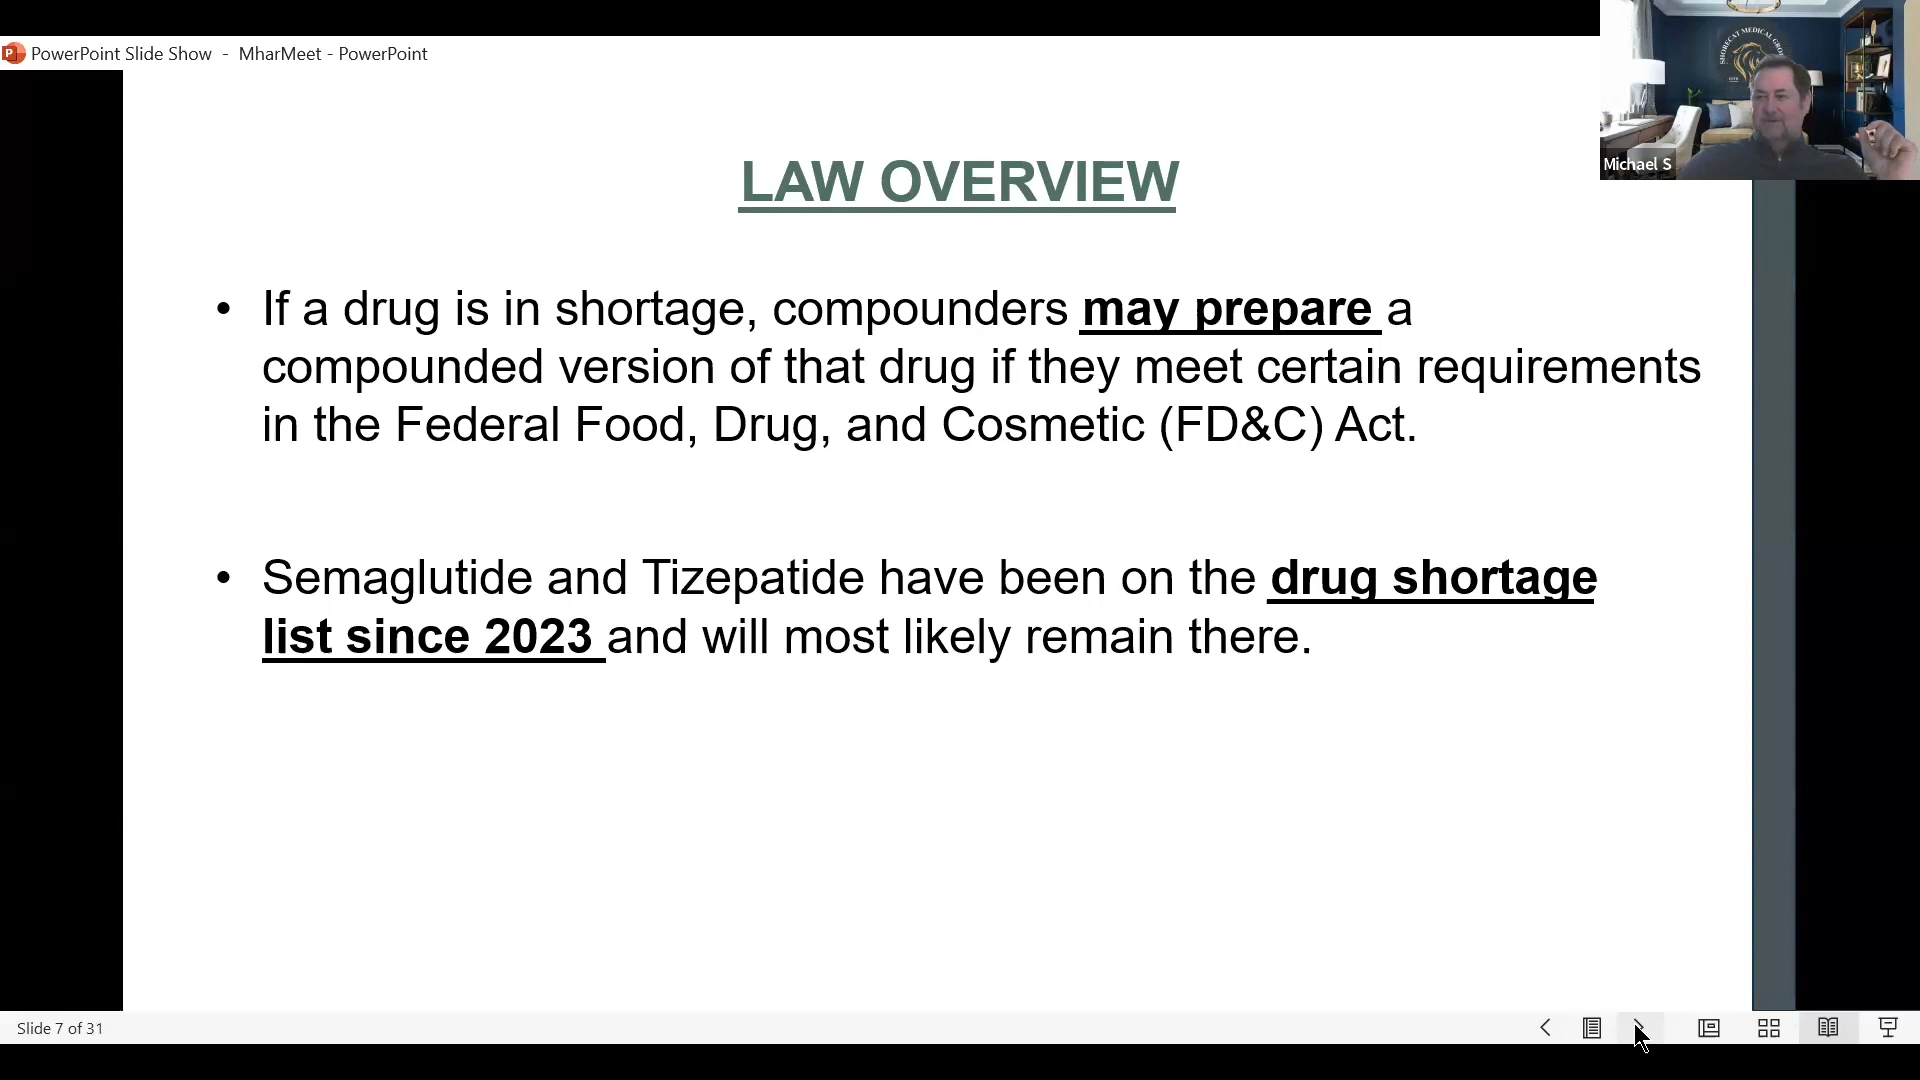 PowerPoint Slide Show - MharMeet - PowerPoint
SHORECAT MEDICAL GROUP
Michael S
LAW OVERVIEW
• If a drug is in shortage, compounders may prepare a
compounded version of that drug if they meet certain requirements
in the Federal Food, Drug, and Cosmetic (FD&C) Act.
• Semaglutide and Tizepatide have been on the drug shortage
list since 2023 and will most likely remain there.
Slide 7 of 31